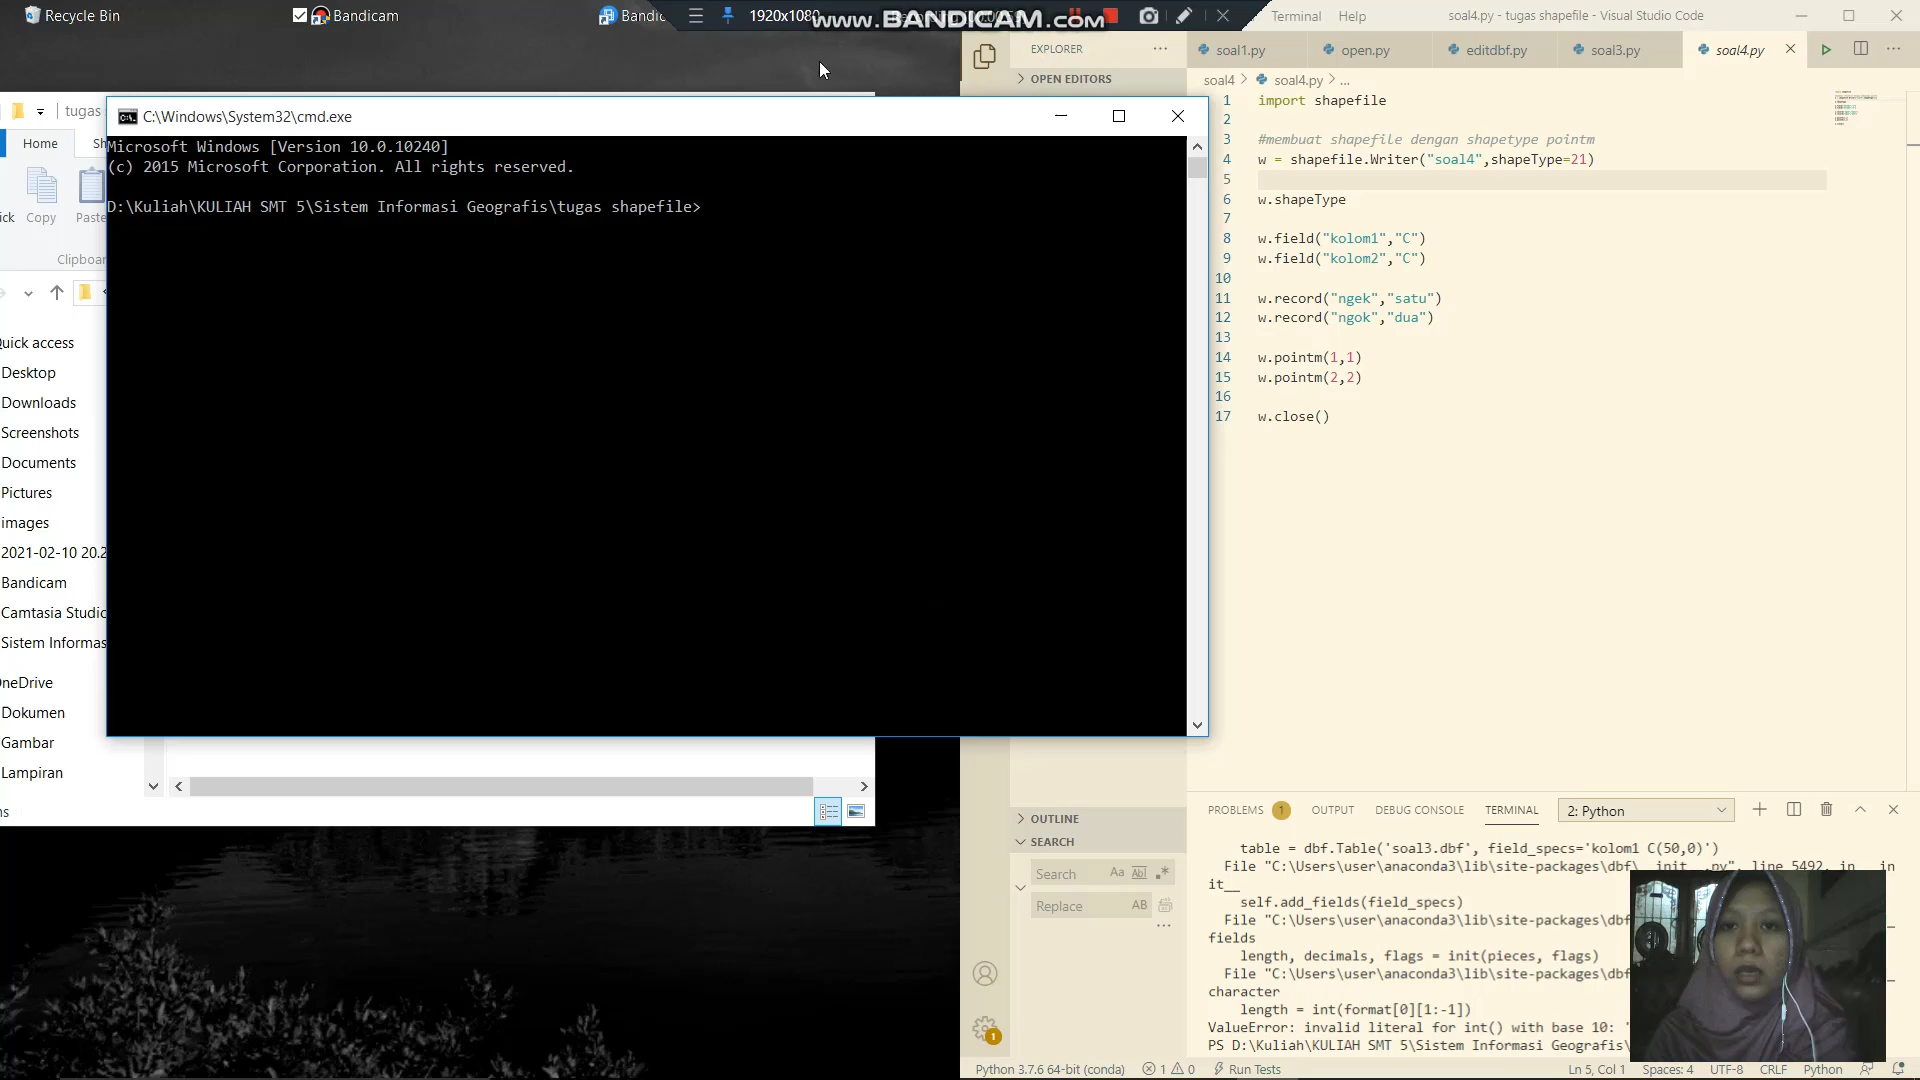 Recycle Bin
Bandicam
Bandic
1920x1080
www.BANDICAM.com
Terminal
Help
soal4.py - tugas shapefile - Visual Studio Code
tugas
Home
Copy
Paste
Clipboar
C:\Windows\System32\cmd.exe
Microsoft Windows [Version 10.0.10240]
(c) 2015 Microsoft Corporation. All rights reserved.
D:\Kuliah\KULIAH SMT 5\Sistem Informasi Geografis\tugas shapefile>
Quick access
Desktop
Downloads
Screenshots
Documents
Pictures
images
2021-02-10 20.2
Bandicam
Camtasia Studio
Sistem Informas
OneDrive
Dokumen
Gambar
Lampiran
EXPLORER
OPEN EDITORS
soal1.py
open.py
editdbf.py
soal3.py
soal4.py
soal4 > soal4.py > ...
1 import shapefile
2
3 #membuat shapefile dengan shapetype pointm
4 w = shapefile.Writer("soal4",shapeType=21)
5
6 w.shapeType
7
8 w.field("kolom1","C")
9 w.field("kolom2","C")
10
11 w.record("ngek","satu")
12 w.record("ngok","dua")
13
14 w.pointm(1,1)
15 w.pointm(2,2)
16
17 w.close()
OUTLINE
SEARCH
Search
Replace
PROBLEMS 1
OUTPUT
DEBUG CONSOLE
TERMINAL
2: Python
table = dbf.Table('soal3.dbf', field_specs='kolom1 C(50,0)')
File "C:\Users\user\anaconda3\lib\site-packages\dbf\__init__.py", line 5492, in __in
it__
self.add_fields(field_specs)
File "C:\Users\user\anaconda3\lib\site-packages\dbf
fields
length, decimals, flags = init(pieces, flags)
File "C:\Users\user\anaconda3\lib\site-packages\dbf
character
length = int(format[0][1:-1])
ValueError: invalid literal for int() with base 10: '
PS D:\Kuliah\KULIAH SMT 5\Sistem Informasi Geografis\
Python 3.7.6 64-bit (conda)
1
0
Run Tests
Ln 5, Col 1
Spaces: 4
UTF-8
CRLF
Python